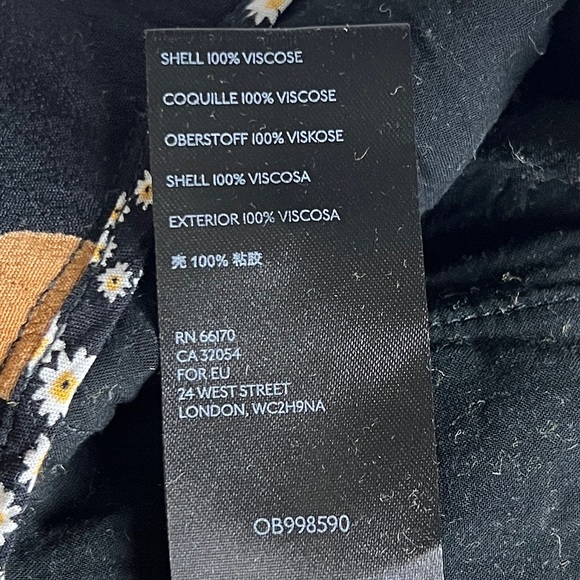 SHELL 100% VISCOSE
COQUILLE 100% VISCOSE
OBERSTOFF 100% VISKOSE
SHELL 100% VISCOSA
EXTERIOR 100% VISCOSA
壳 100% 粘胶
RN 66170
CA 32054
FOR EU
24 WEST STREET
LONDON, WC2H9NA
OB998590